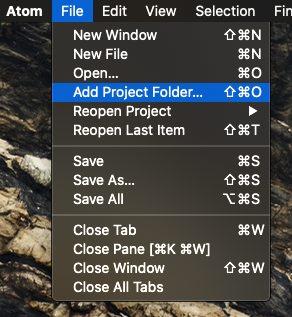 Atom File Edit View Selection Fin
New Window ⇧⌘N
New File ⌘N
Open... ⌘O
Add Project Folder... ⇧⌘O
Reopen Project ▶
Reopen Last Item ⇧⌘T
Save ⌘S
Save As... ⇧⌘S
Save All ⌥⌘S
Close Tab ⌘W
Close Pane [⌘K ⌘W]
Close Window ⇧⌘W
Close All Tabs